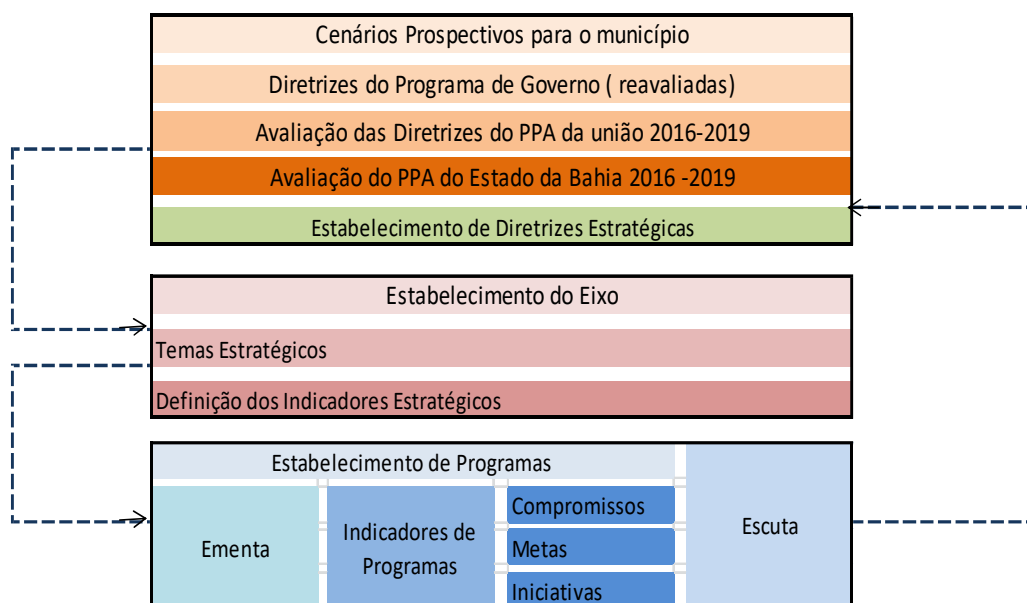 Cenários Prospectivos para o município
Diretrizes do Programa de Governo ( reavaliadas)
Avaliação das Diretrizes do PPA da união 2016-2019
Avaliação do PPA do Estado da Bahia 2016 -2019
Estabelecimento de Diretrizes Estratégicas
Estabelecimento do Eixo
Temas Estratégicos
Definição dos Indicadores Estratégicos
Estabelecimento de Programas
Ementa
Indicadores de
Programas
Compromissos
Metas
Iniciativas
Escuta